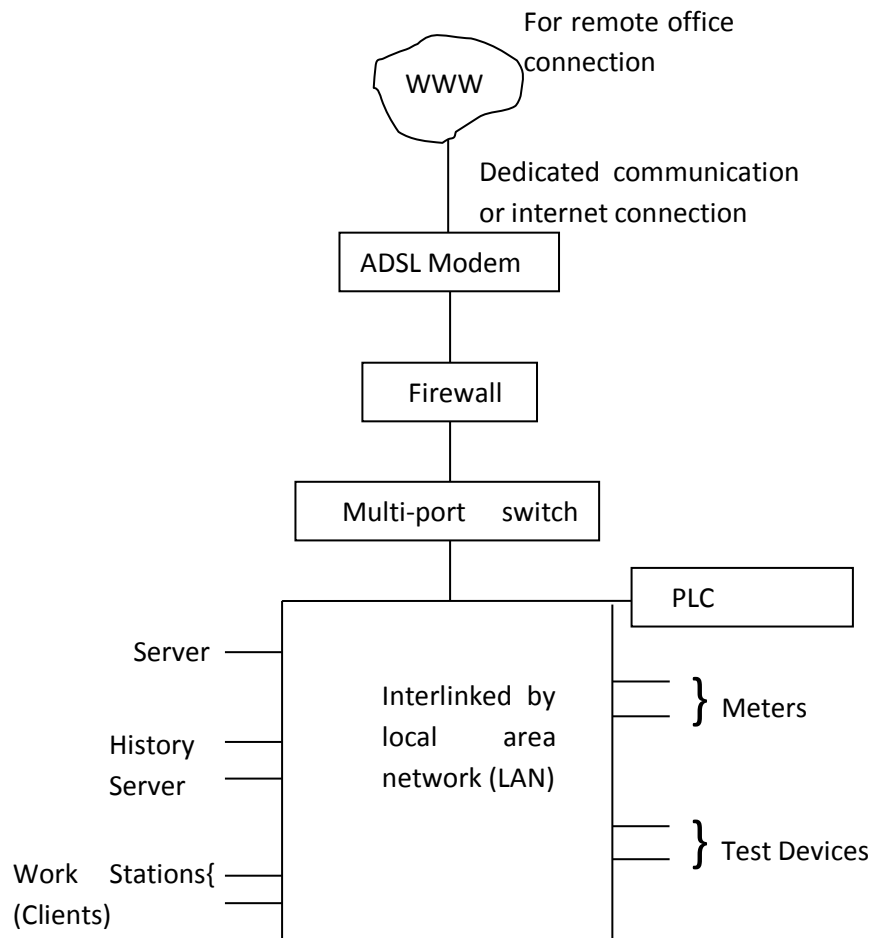 For remote office
connection
WWW
Dedicated communication
or internet connection
ADSL Modem
Firewall
Multi-port switch
PLC
Server
Interlinked by
local area
network (LAN)
} Meters
History
Server
} Test Devices
Work Stations{
(Clients)